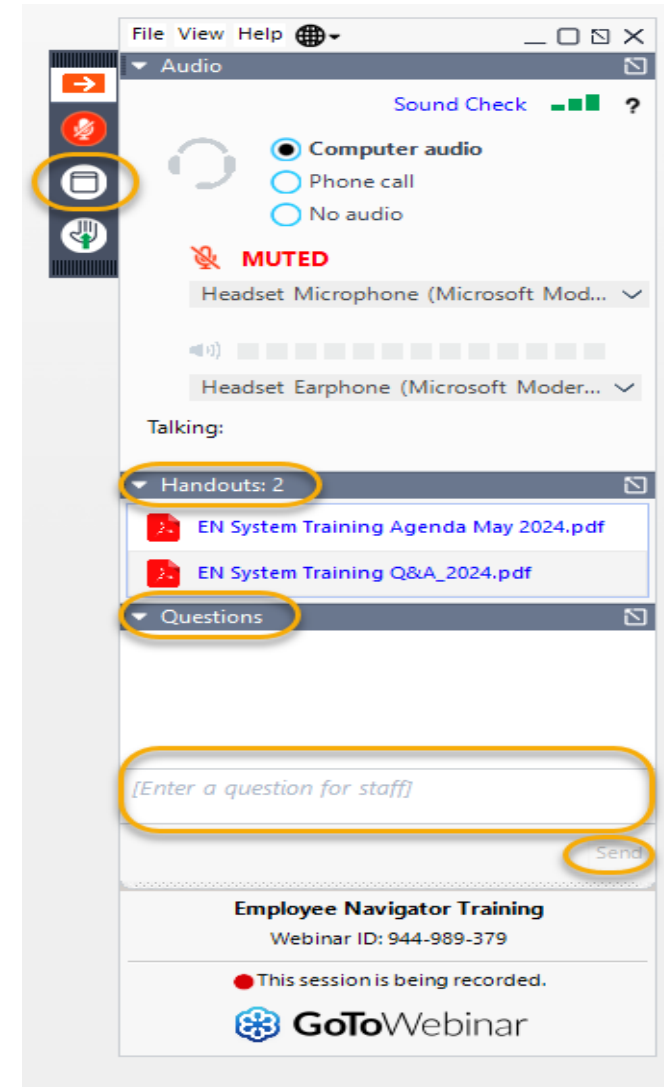 File View Help
Audio
Sound Check ?
Computer audio
Phone call
No audio
MUTED
Headset Microphone (Microsoft Mod...
Headset Earphone (Microsoft Moder...
Talking:
Handouts: 2
EN System Training Agenda May 2024.pdf
EN System Training Q&A_2024.pdf
Questions
[Enter a question for staff]
Send
Employee Navigator Training
Webinar ID: 944-989-379
This session is being recorded.
GoToWebinar